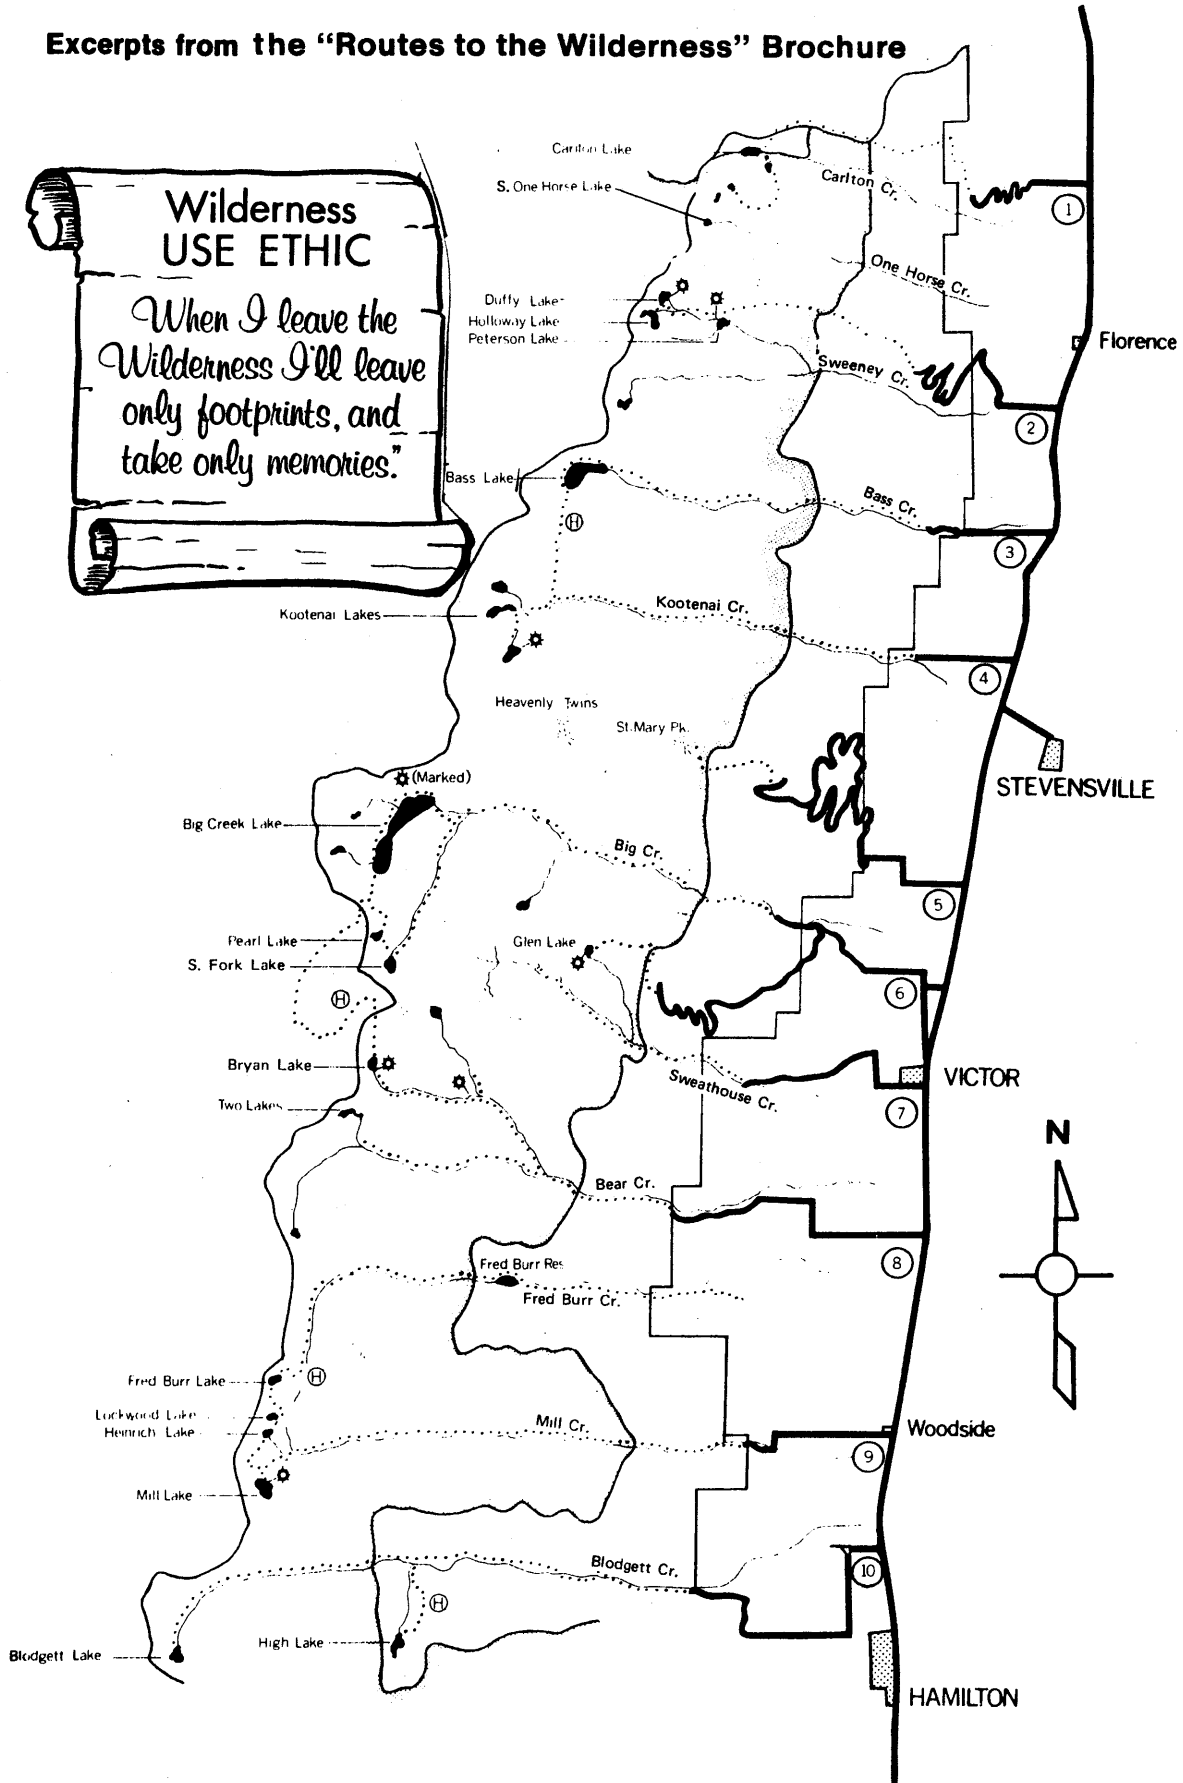 Excerpts from the “Routes to the Wilderness” Brochure
Wilderness
USE ETHIC
When I leave the
Wilderness I'll leave
only footprints, and
take only memories.”
Carlton Lake
S. One Horse Lake
Carlton Cr.
1
One Horse Cr.
Duffy Lake
Holloway Lake
Peterson Lake
Florence
Sweeney Cr.
2
Bass Lake
Bass Cr.
H
3
Kootenai Lakes
Kootenai Cr.
4
Heavenly Twins
St. Mary Pk.
STEVENSVILLE
(Marked)
Big Creek Lake
Big Cr.
5
Pearl Lake
Glen Lake
S. Fork Lake
H
6
Bryan Lake
Sweathouse Cr.
VICTOR
Two Lakes
7
N
Bear Cr.
8
Fred Burr Res.
Fred Burr Cr.
Fred Burr Lake
H
Lockwood Lake
Heinrich Lake
Mill Cr.
Woodside
9
Mill Lake
Blodgett Cr.
10
H
High Lake
Blodgett Lake
HAMILTON